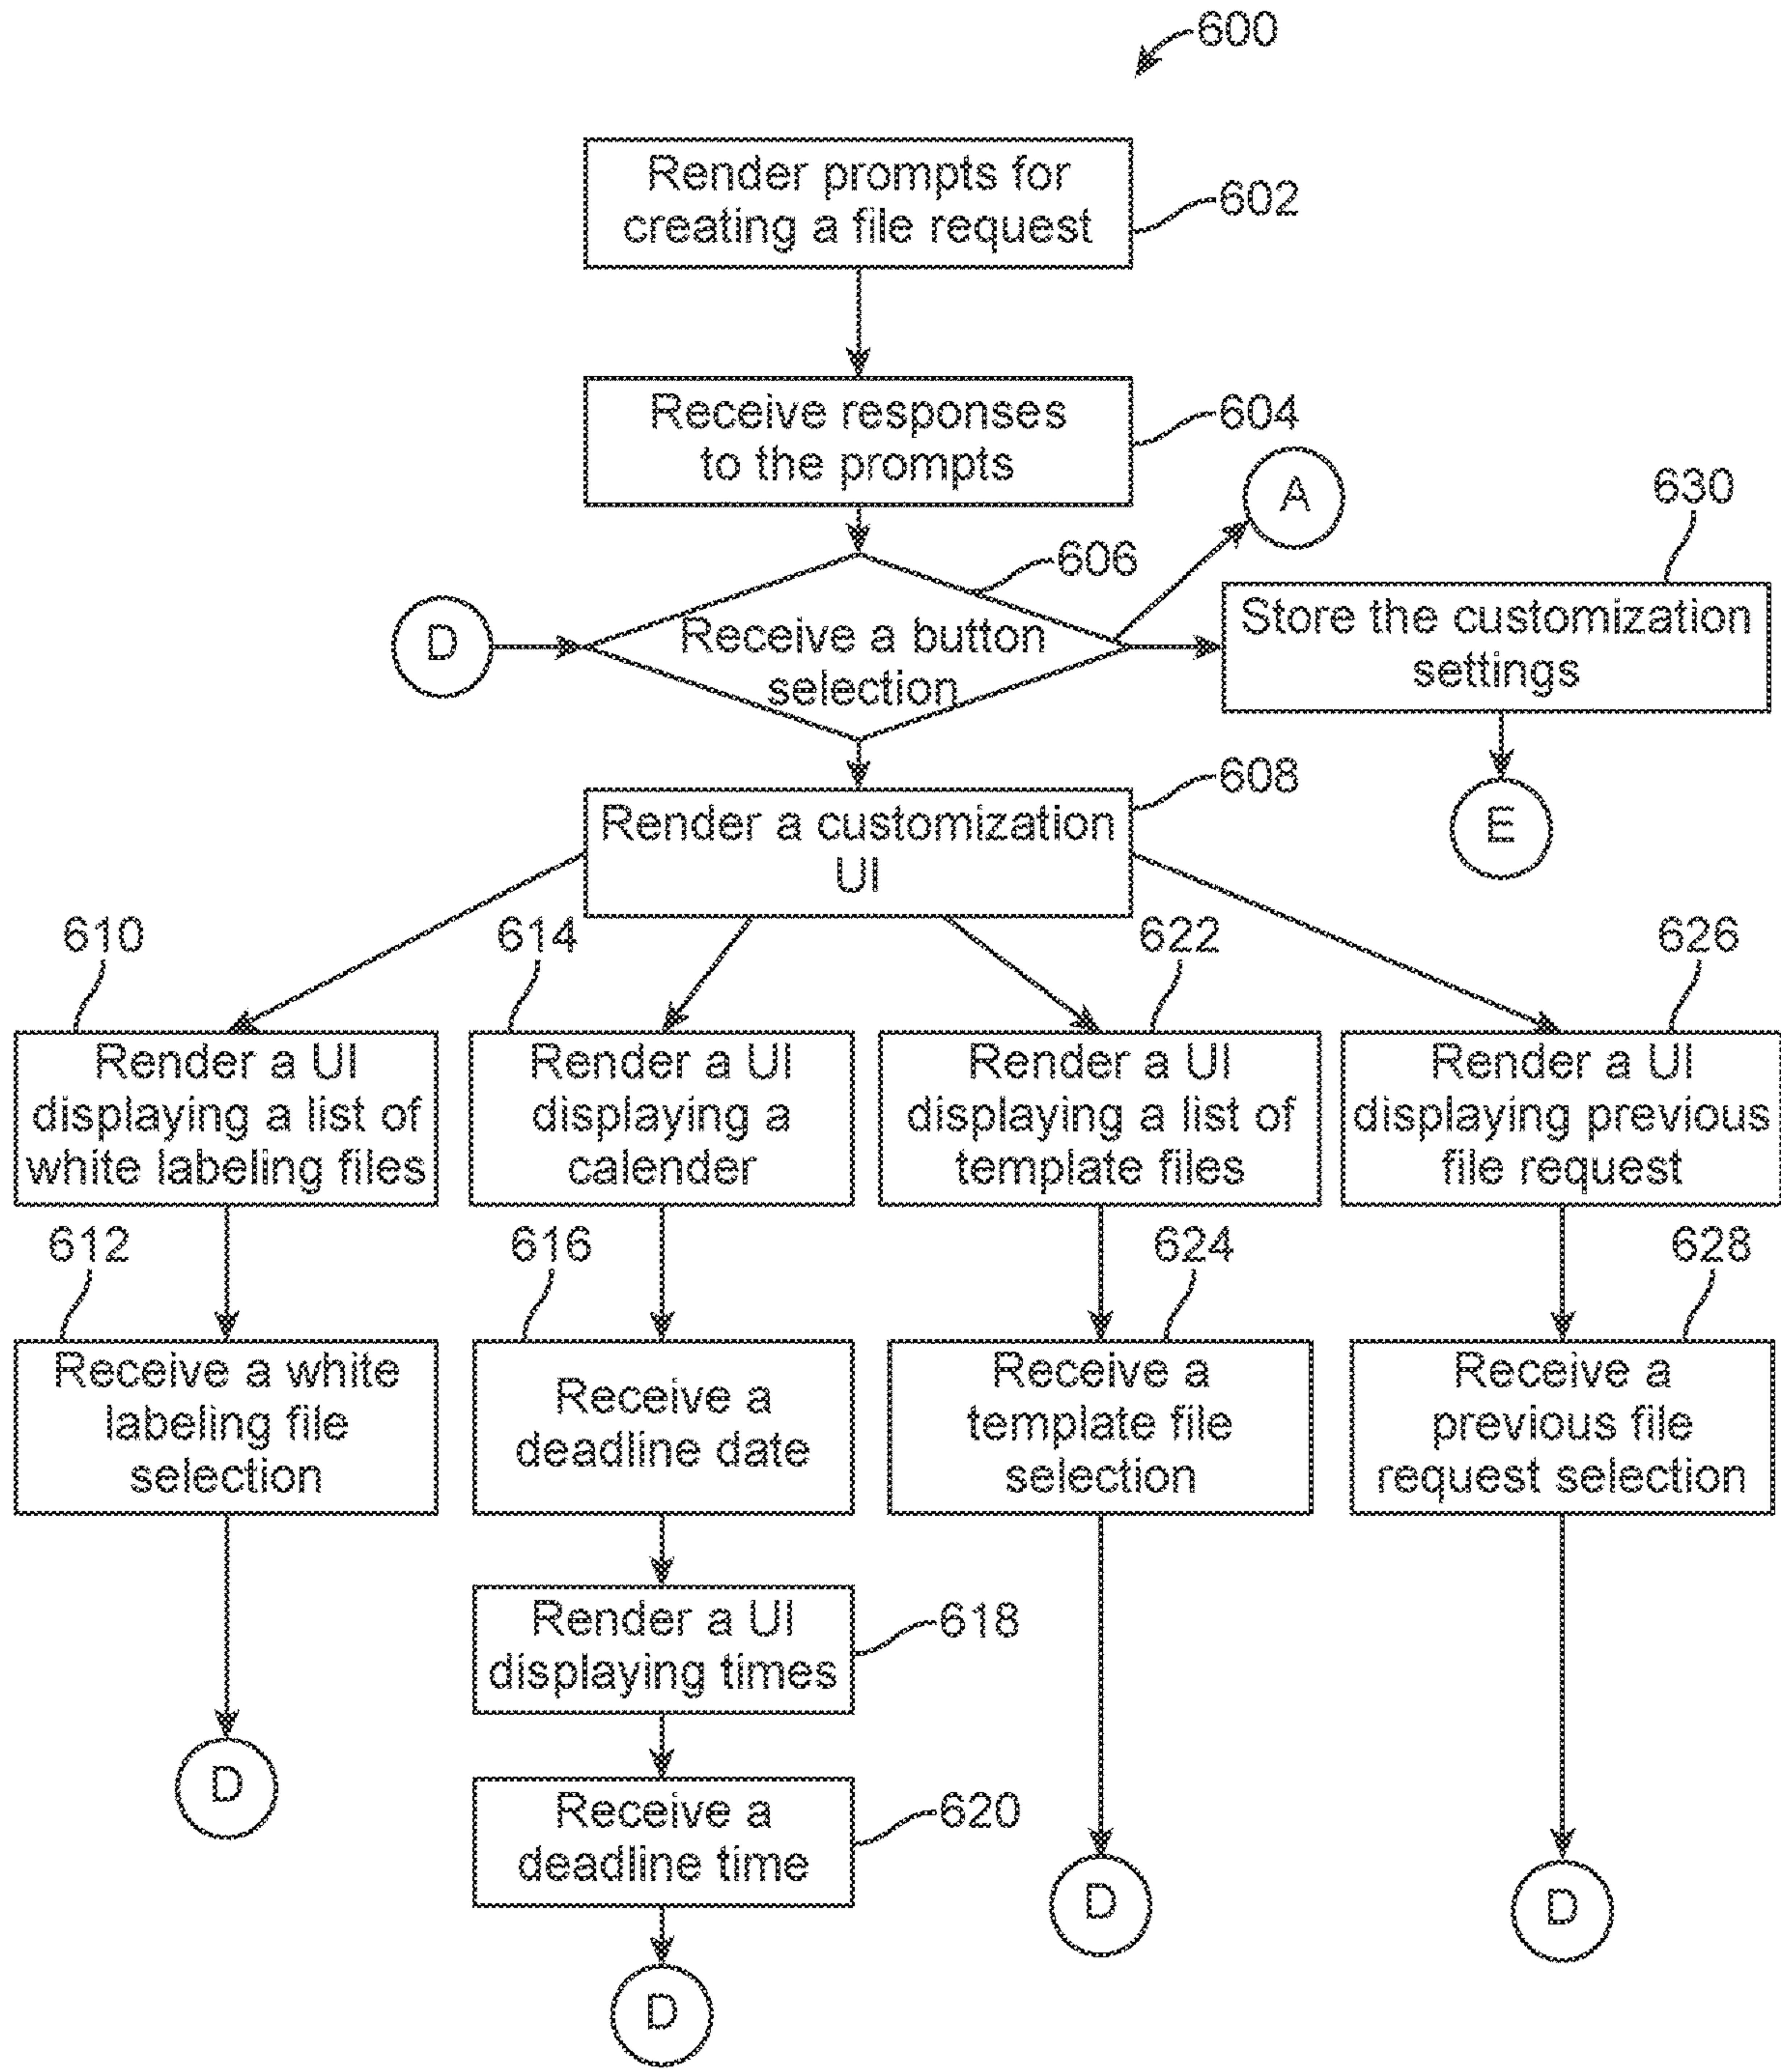 600
Render prompts for
creating a file request
602
Receive responses
to the prompts
604
A
630
606
D
Receive a button
selection
Store the customization
settings
608
Render a customization
UI
E
610
614
622
626
Render a UI
displaying a list of
white labeling files
Render a UI
displaying a
calender
Render a UI
displaying a list of
template files
Render a UI
displaying previous
file request
612
616
624
628
Receive a white
labeling file
selection
Receive a
deadline date
Receive a
template file
selection
Receive a
previous file
request selection
Render a UI
displaying times
618
D
Receive a
deadline time
620
D
D
D